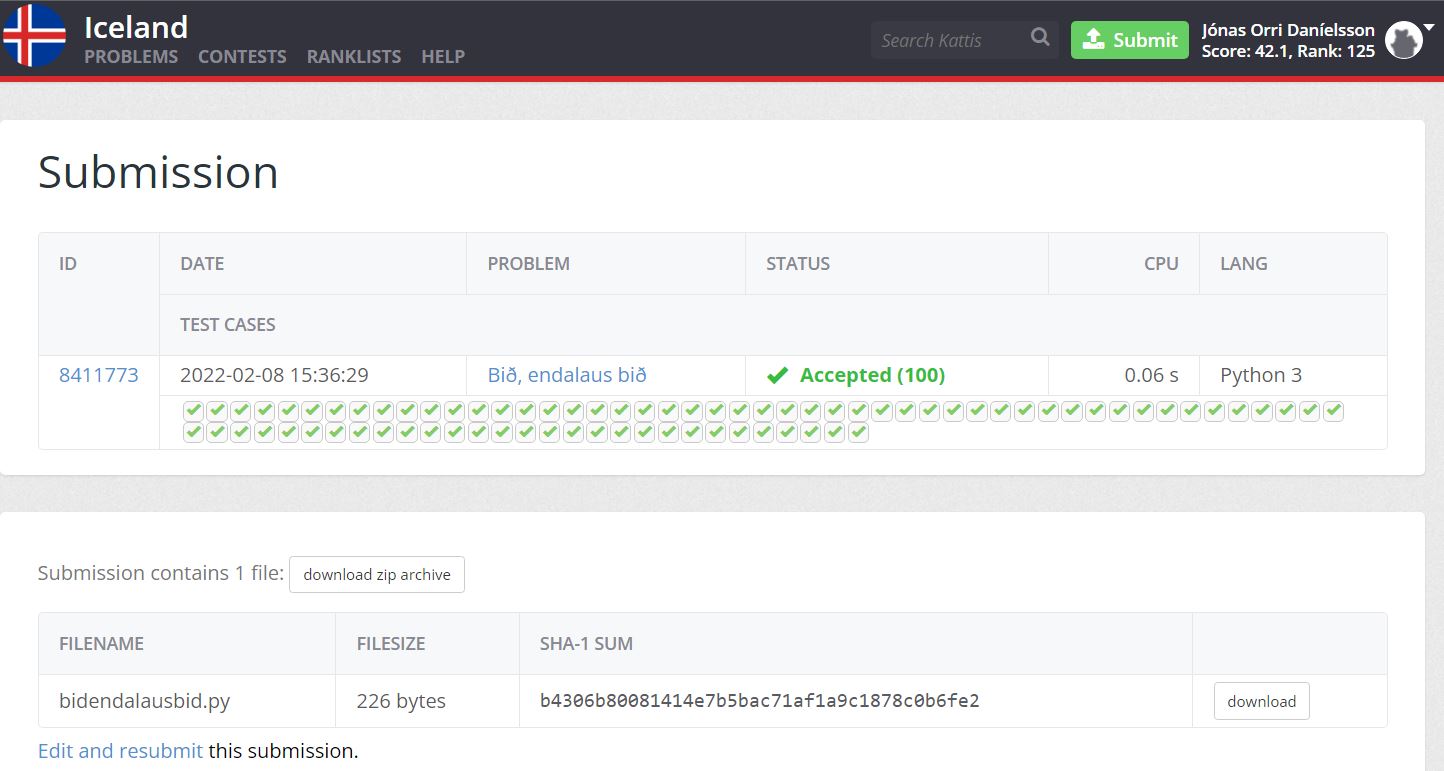 Iceland
PROBLEMS CONTESTS RANKLISTS HELP
Search Kattis
Submit
Jónas Orri Daníelsson
Score: 42.1, Rank: 125
Submission
ID DATE PROBLEM STATUS CPU LANG
TEST CASES
8411773 2022-02-08 15:36:29 Bið, endalaus bið Accepted (100) 0.06 s Python 3
Submission contains 1 file: download zip archive
FILENAME FILESIZE SHA-1 SUM
bidendalausbid.py 226 bytes b4306b80081414e7b5bac71af1a9c1878c0b6fe2 download
Edit and resubmit this submission.